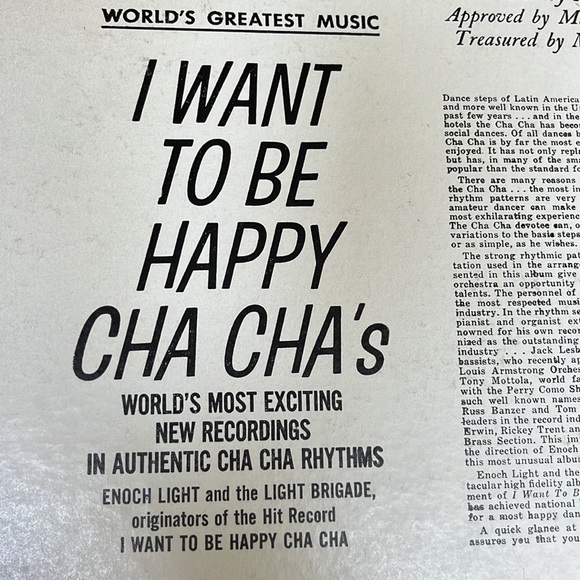 WORLD'S GREATEST MUSIC
I WANT
TO BE
HAPPY
CHA CHA's
WORLD'S MOST EXCITING
NEW RECORDINGS
IN AUTHENTIC CHA CHA RHYTHMS
ENOCH LIGHT and the LIGHT BRIGADE,
originators of the Hit Record
I WANT TO BE HAPPY CHA CHA
Approved by M
Treasured by
Dance steps of Latin America
and more well known in the U
past few years . . . and in the
hotels the Cha Cha has beco
social dances. Of all dances b
Cha Cha is by far the most e
enjoyed. It has not only repl
but has, in many of the sma
popular than the standard fo
There are many reasons
the Cha Cha . . . the most in
rhythm patterns are very
amateur dancer can make
most exhilarating experienc
The Cha Cha devotee can, o
variations to the basic steps
or as simple, as he wishes.
The strong rhythmic pat
tation used in the arrang
sented in this album give
orchestra an opportunity
talents. The personnel of
the most respected musi
industry. In the rhythm se
pianist and organist ext
nowned for his own recor
nized as the outstanding
industry . . . Jack Lesb
bassists, who recently ap
Louis Armstrong Orches
Tony Mottola, world fa
with the Perry Como Sh
such well known names
Russ Banzer and Tom
leaders in the record ind
Erwin, Rickey Trent an
Brass Section. This im
the direction of Enoch
this most unusual albu
Enoch Light and the
tacular high fidelity alb
ment of I Want To B
has achieved national
for a most happy dan
A quick glance at
assures you that you